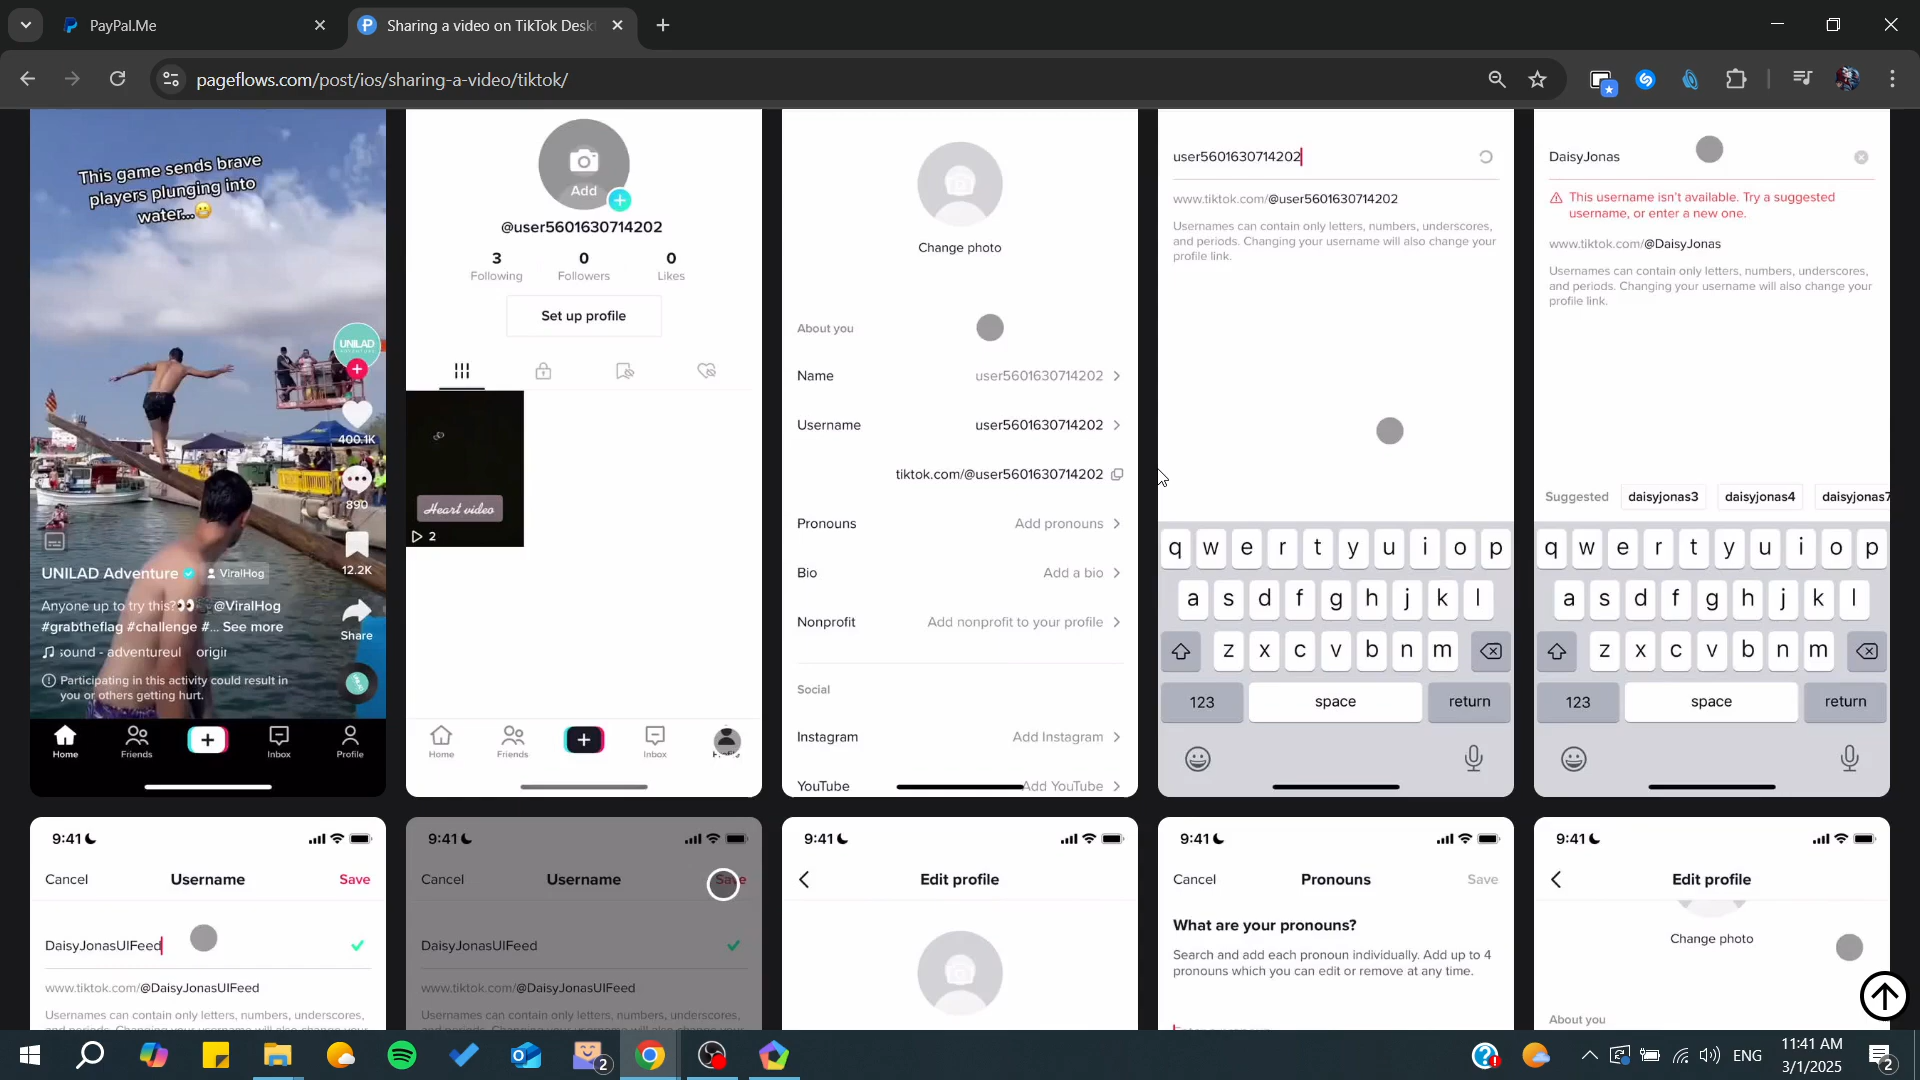 PayPal.Me
Sharing a video on TikTok Desk
pageflows.com/post/ios/sharing-a-video/tiktok/
This game sends brave
players plunging into
water...😬
UNILAD
400.1K
890
12.2K
UNILAD Adventure
ViralHog
Anyone up to try this?👀 @ViralHog
#grabtheflag #challenge #... See more
Share
sound - adventureul origin
Participating in this activity could result in
you or others getting hurt.
Home
Friends
Inbox
Profile
Add
@user5601630714202
3
0
0
Following
Followers
Likes
Set up profile
Heart video
2
Home
Friends
Inbox
Change photo
About you
Name
user5601630714202
Username
user5601630714202
tiktok.com/@user5601630714202
Pronouns
Add pronouns
Bio
Add a bio
Nonprofit
Add nonprofit to your profile
Social
Instagram
Add Instagram
YouTube
Add YouTube
user5601630714202
www.tiktok.com/@user5601630714202
Usernames can contain only letters, numbers, underscores,
and periods. Changing your username will also change your
profile link.
q w e r t y u i o p
a s d f g h j k l
z x c v b n m
123 space return
DaisyJonas
This username isn't available. Try a suggested
username, or enter a new one.
www.tiktok.com/@DaisyJonas
Usernames can contain only letters, numbers, underscores,
and periods. Changing your username will also change your
profile link.
Suggested daisyjonas3 daisyjonas4 daisyjonas7
q w e r t y u i o p
a s d f g h j k l
z x c v b n m
123 space return
9:41
Cancel
Username
Save
DaisyJonasUIFeed
www.tiktok.com/@DaisyJonasUIFeed
Usernames can contain only letters, numbers, underscores,
9:41
Cancel
Username
Save
DaisyJonasUIFeed
www.tiktok.com/@DaisyJonasUIFeed
Usernames can contain only letters, numbers, underscores,
9:41
Edit profile
9:41
Cancel
Pronouns
Save
What are your pronouns?
Search and add each pronoun individually. Add up to 4
pronouns which you can edit or remove at any time.
9:41
Edit profile
Change photo
About you
2
ENG
11:41 AM
3/1/2025
2